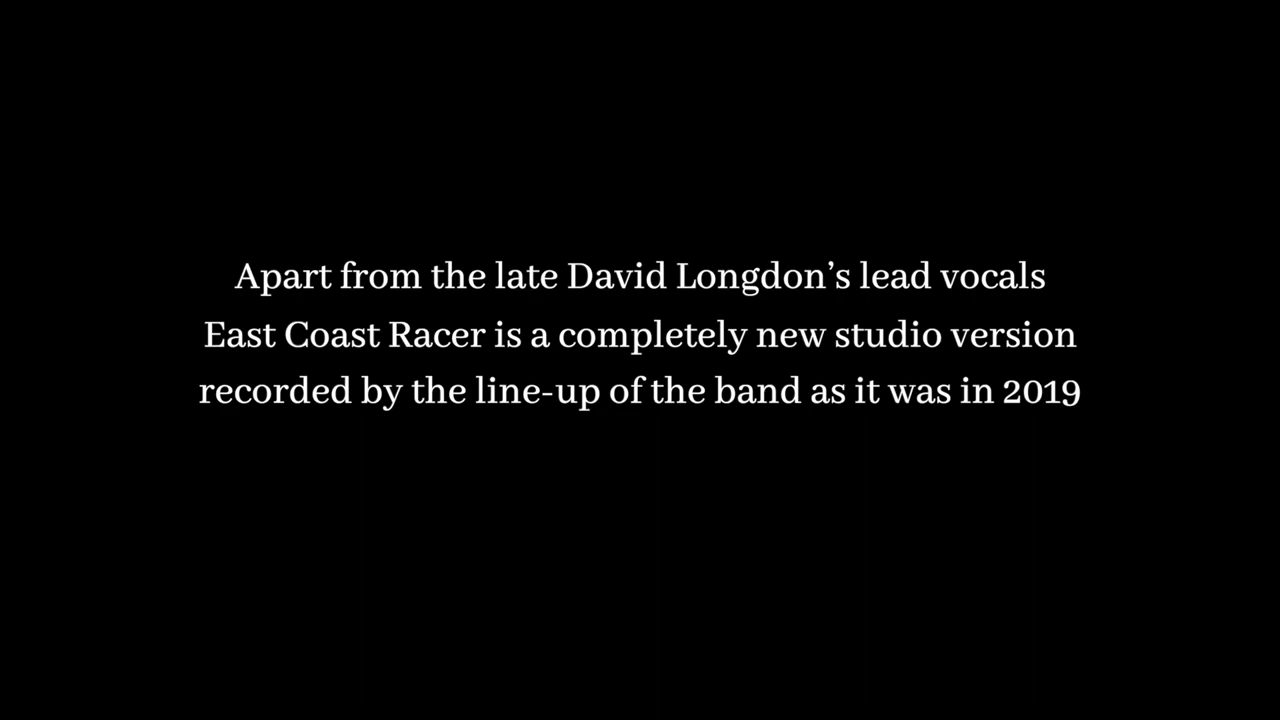 Apart from the late David Longdon’s lead vocals
East Coast Racer is a completely new studio version
recorded by the line-up of the band as it was in 2019